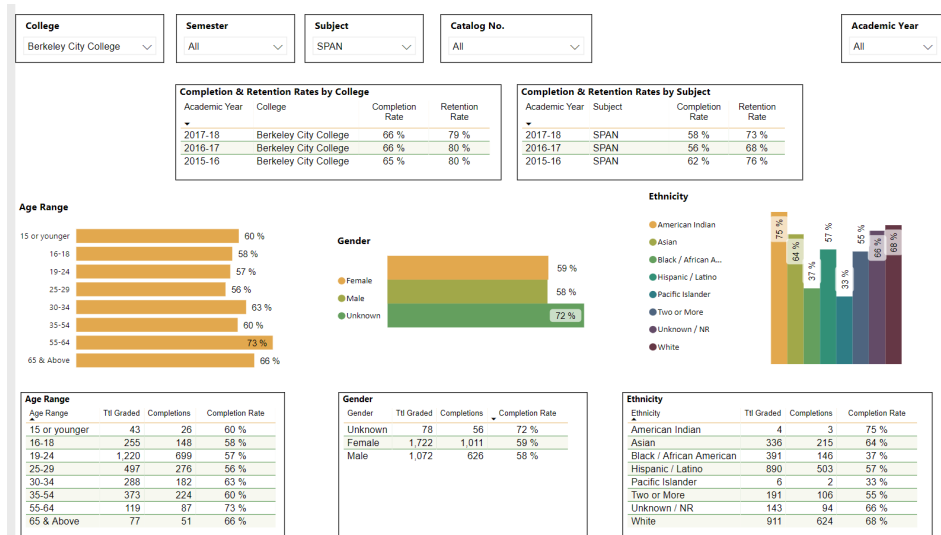 College Semester Subject Catalog No. Academic Year
Berkeley City College All SPAN All All
Completion & Retention Rates by College
Academic Year College Completion Rate Retention Rate
2017-18 Berkeley City College 66 % 79 %
2016-17 Berkeley City College 66 % 80 %
2015-16 Berkeley City College 65 % 80 %
Completion & Retention Rates by Subject
Academic Year Subject Completion Rate Retention Rate
2017-18 SPAN 58 % 73 %
2016-17 SPAN 56 % 68 %
2015-16 SPAN 62 % 76 %
Age Range
15 or younger 60 %
16-18 58 %
19-24 57 %
25-29 56 %
30-34 63 %
35-54 60 %
55-64 73 %
65 & Above 66 %
Gender
Female 59 %
Male 58 %
Unknown 72 %
Ethnicity
American Indian
Asian
Black / African A...
Hispanic / Latino
Pacific Islander
Two or More
Unknown / NR
White
75 % 64 % 37 % 57 % 33 % 55 % 66 % 68 %
Age Range
Age Range Ttl Graded Completions Completion Rate
15 or younger 43 26 60 %
16-18 255 148 58 %
19-24 1,220 699 57 %
25-29 497 276 56 %
30-34 288 182 63 %
35-54 373 224 60 %
55-64 119 87 73 %
65 & Above 77 51 66 %
Gender
Gender Ttl Graded Completions Completion Rate
Unknown 78 56 72 %
Female 1,722 1,011 59 %
Male 1,072 626 58 %
Ethnicity
Ethnicity Ttl Graded Completions Completion Rate
American Indian 4 3 75 %
Asian 336 215 64 %
Black / African American 391 146 37 %
Hispanic / Latino 890 503 57 %
Pacific Islander 6 2 33 %
Two or More 191 106 55 %
Unknown / NR 143 94 66 %
White 911 624 68 %